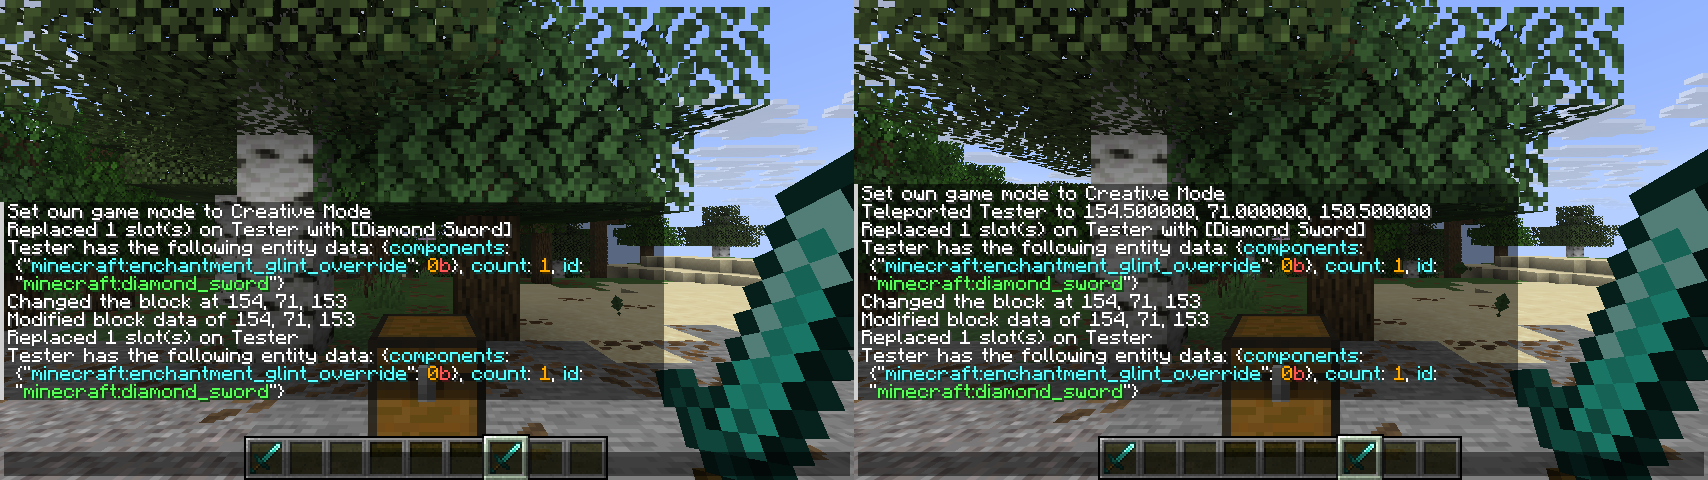 Set own game mode to Creative Mode
Replaced 1 slot(s) on Tester with [Diamond Sword]
Tester has the following entity data: {components:
{"minecraft:enchantment_glint_override": 0b}, count: 1, id:
"minecraft:diamond_sword"}
Changed the block at 154, 71, 153
Modified block data of 154, 71, 153
Replaced 1 slot(s) on Tester
Tester has the following entity data: {components:
{"minecraft:enchantment_glint_override": 0b}, count: 1, id:
"minecraft:diamond_sword"}
Set own game mode to Creative Mode
Teleported Tester to 154.500000, 71.000000, 150.500000
Replaced 1 slot(s) on Tester with [Diamond Sword]
Tester has the following entity data: {components:
{"minecraft:enchantment_glint_override": 0b}, count: 1, id:
"minecraft:diamond_sword"}
Changed the block at 154, 71, 153
Modified block data of 154, 71, 153
Replaced 1 slot(s) on Tester
Tester has the following entity data: {components:
{"minecraft:enchantment_glint_override": 0b}, count: 1, id:
"minecraft:diamond_sword"}